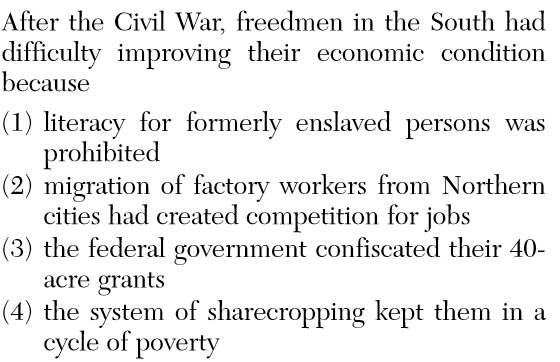 After the Civil War, freedmen in the South had
difficulty improving their economic condition
because
(1) literacy for formerly enslaved persons was
prohibited
(2) migration of factory workers from Northern
cities had created competition for jobs
(3) the federal government confiscated their 40-
acre grants
(4) the system of sharecropping kept them in a
cycle of poverty